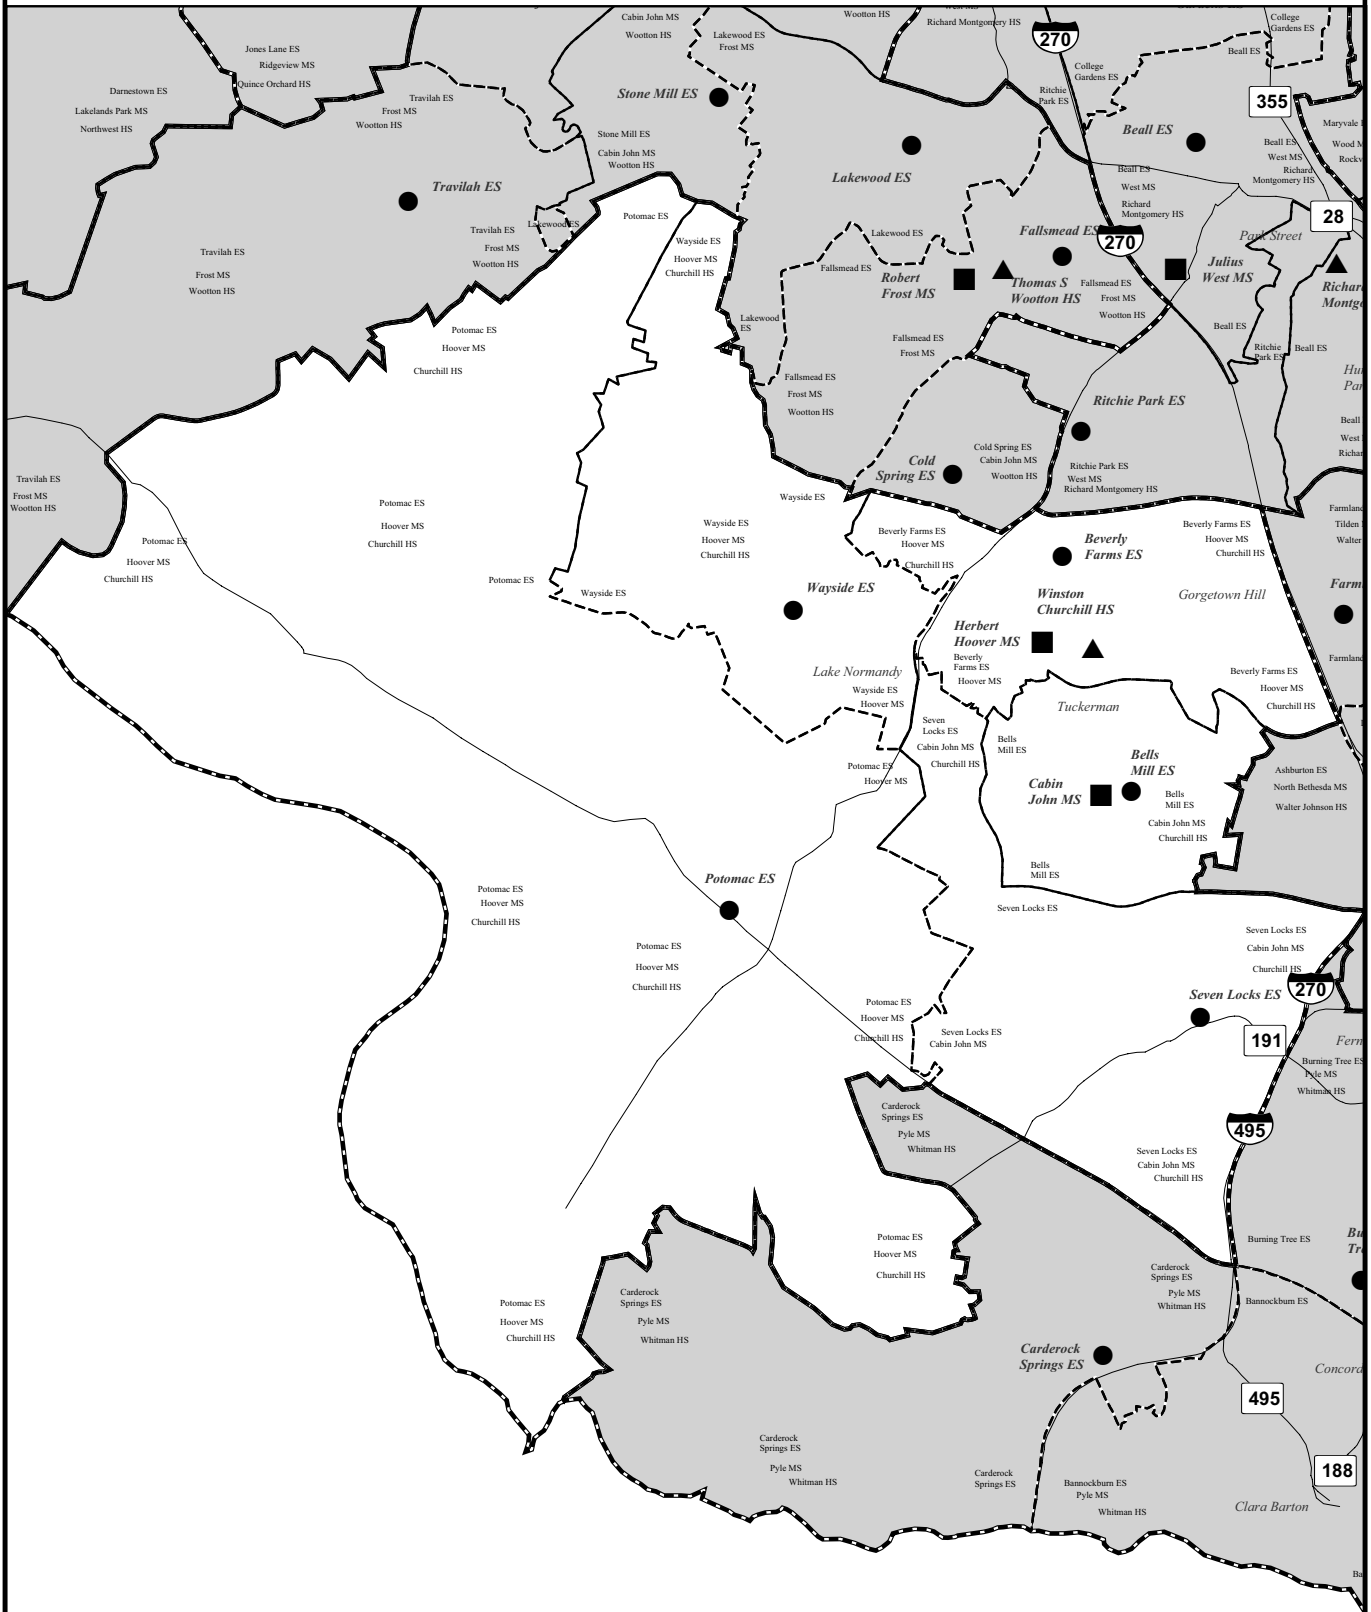 Cabin John MS
Wootton HS
Lakewood ES
Frost MS
Wootton HS
Richard Montgomery HS
270
College
Gardens ES
Beall ES
Jones Lane ES
Ridgeview MS
Quince Orchard HS
Darnestown ES
Lakelands Park MS
Northwest HS
Travilah ES
Frost MS
Wootton HS
Stone Mill ES
Stone Mill ES
Cabin John MS
Wootton HS
College
Gardens ES
Ritchie
Park ES
355
Beall ES
Beall ES
West MS
Richard
Montgomery HS
Lakewood ES
Beall ES
West MS
Richard
Montgomery HS
28
Travilah ES
Travilah ES
Frost MS
Wootton HS
Travilah ES
Frost MS
Wootton HS
Lakewood ES
Potomac ES
Wayside ES
Hoover MS
Churchill HS
Lakewood ES
Fallsmead ES
Fallsmead ES
270
Park Street
Robert
Frost MS
Thomas S
Wootton HS
Fallsmead ES
Frost MS
Wootton HS
Julius
West MS
Potomac ES
Hoover MS
Churchill HS
Lakewood
ES
Fallsmead ES
Frost MS
Beall ES
Ritchie
Park ES
Beall ES
Fallsmead ES
Frost MS
Wootton HS
Ritchie Park ES
Cold
Spring ES
Cold Spring ES
Cabin John MS
Wootton HS
Ritchie Park ES
West MS
Richard Montgomery HS
Travilah ES
Frost MS
Wootton HS
Potomac ES
Hoover MS
Churchill HS
Potomac ES
Hoover MS
Churchill HS
Wayside ES
Wayside ES
Hoover MS
Churchill HS
Beverly Farms ES
Hoover MS
Churchill HS
Beverly
Farms ES
Beverly Farms ES
Hoover MS
Churchill HS
Potomac ES
Wayside ES
Wayside ES
Winston
Churchill HS
Gorgetown Hill
Herbert
Hoover MS
Beverly
Farms ES
Hoover MS
Lake Normandy
Wayside ES
Hoover MS
Beverly Farms ES
Hoover MS
Churchill HS
Tuckerman
Seven
Locks ES
Cabin John MS
Churchill HS
Bells
Mill ES
Bells
Mill ES
Potomac ES
Hoover MS
Cabin
John MS
Bells
Mill ES
Cabin John MS
Churchill HS
Ashburton ES
North Bethesda MS
Walter Johnson HS
Bells
Mill ES
Potomac ES
Potomac ES
Hoover MS
Churchill HS
Seven Locks ES
Potomac ES
Hoover MS
Churchill HS
Seven Locks ES
Cabin John MS
Churchill HS
270
Seven Locks ES
Potomac ES
Hoover MS
Churchill HS
Seven Locks ES
Cabin John MS
191
Burning Tree ES
Pyle MS
Whitman HS
Carderock
Springs ES
Pyle MS
Whitman HS
495
Seven Locks ES
Cabin John MS
Churchill HS
Potomac ES
Hoover MS
Churchill HS
Burning Tree ES
Carderock
Springs ES
Pyle MS
Whitman HS
Bannockburn ES
Potomac ES
Hoover MS
Churchill HS
Carderock
Springs ES
Pyle MS
Whitman HS
Carderock
Springs ES
495
Carderock
Springs ES
Pyle MS
Whitman HS
Carderock
Springs ES
Bannockburn ES
Pyle MS
Whitman HS
188
Clara Barton